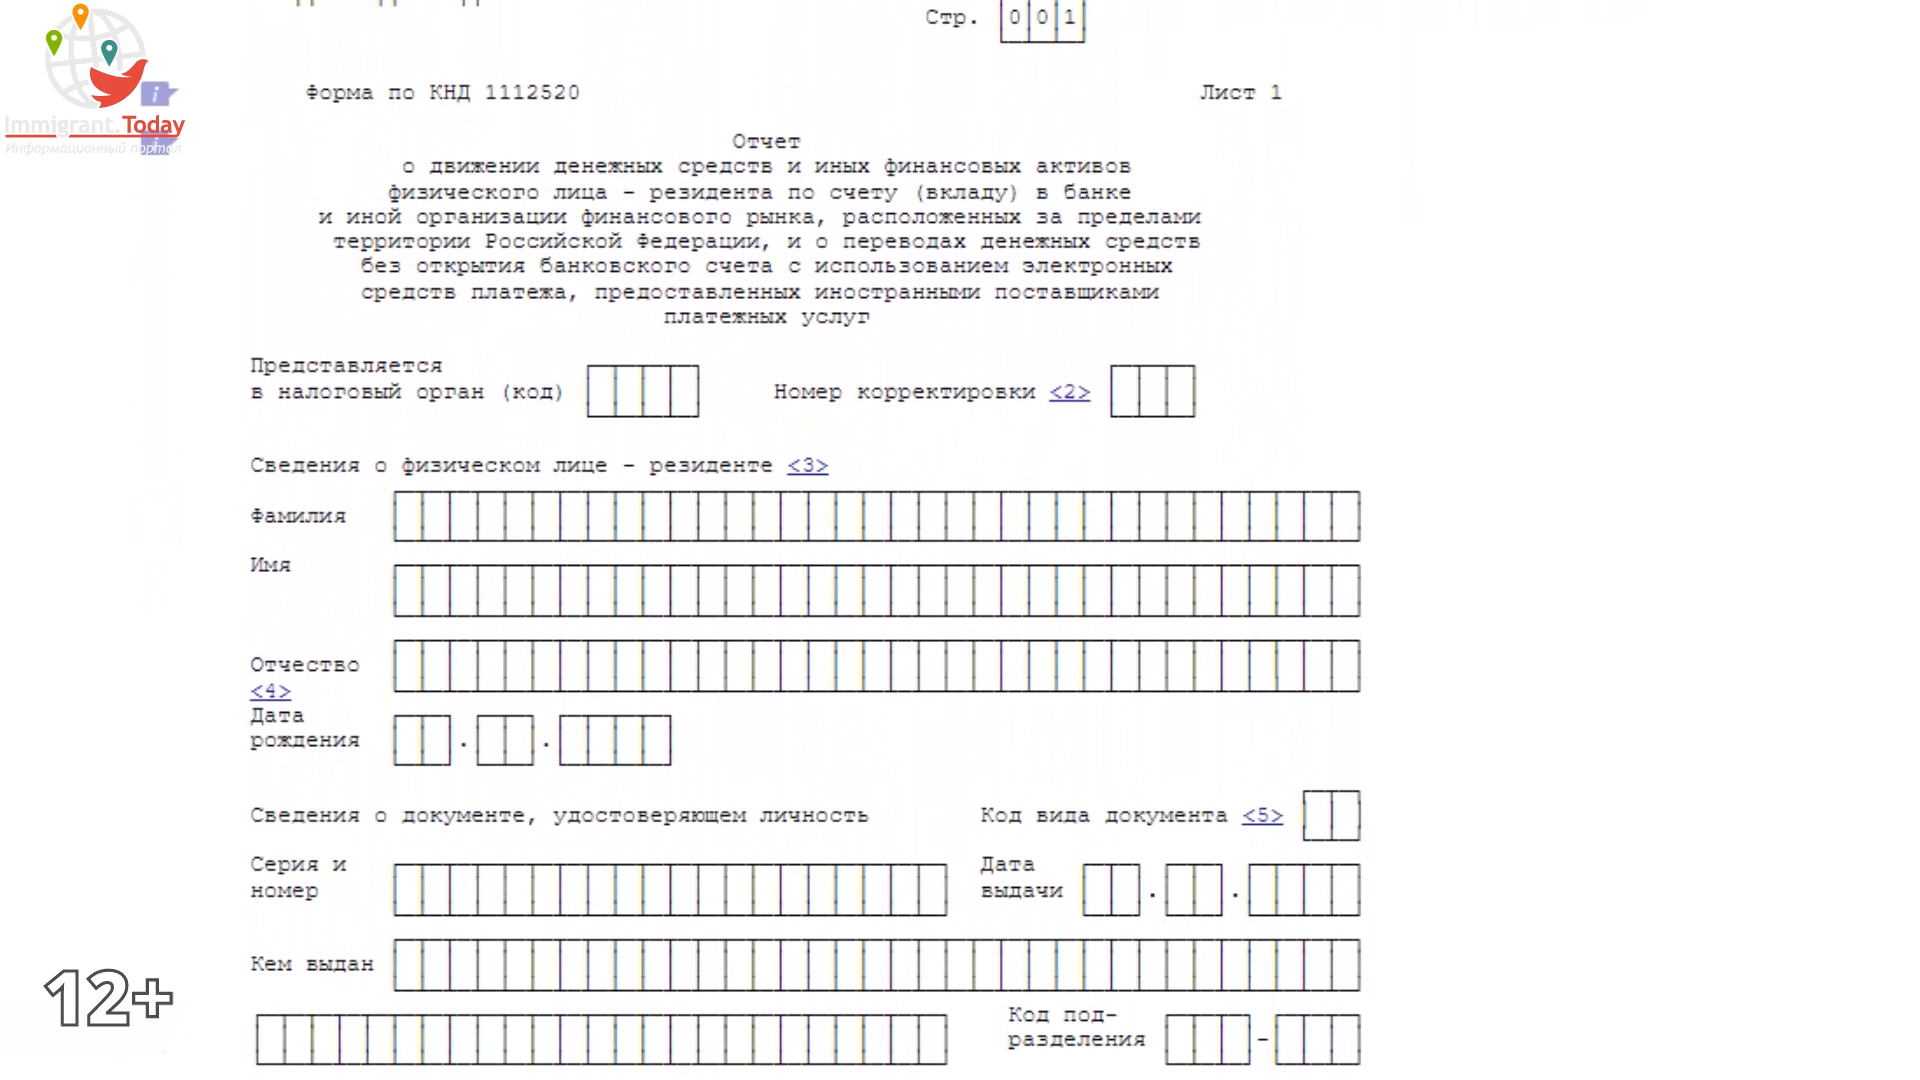 Стр. 001
Immigrant.Today
Информационный портал
Форма по КНД 1112520 Лист 1
Отчет
о движении денежных средств и иных финансовых активов
физического лица - резидента по счету (вкладу) в банке
и иной организации финансового рынка, расположенных за пределами
территории Российской Федерации, и о переводах денежных средств
без открытия банковского счета с использованием электронных
средств платежа, предоставленных иностранными поставщиками
платежных услуг
Представляется
в налоговый орган (код) Номер корректировки <2>
Сведения о физическом лице - резиденте <3>
Фамилия
Имя
Отчество
<4>
Дата
рождения . .
Сведения о документе, удостоверяющем личность Код вида документа <5>
Серия и Дата
номер выдачи . .
Кем выдан
12+
Код под-
разделения -